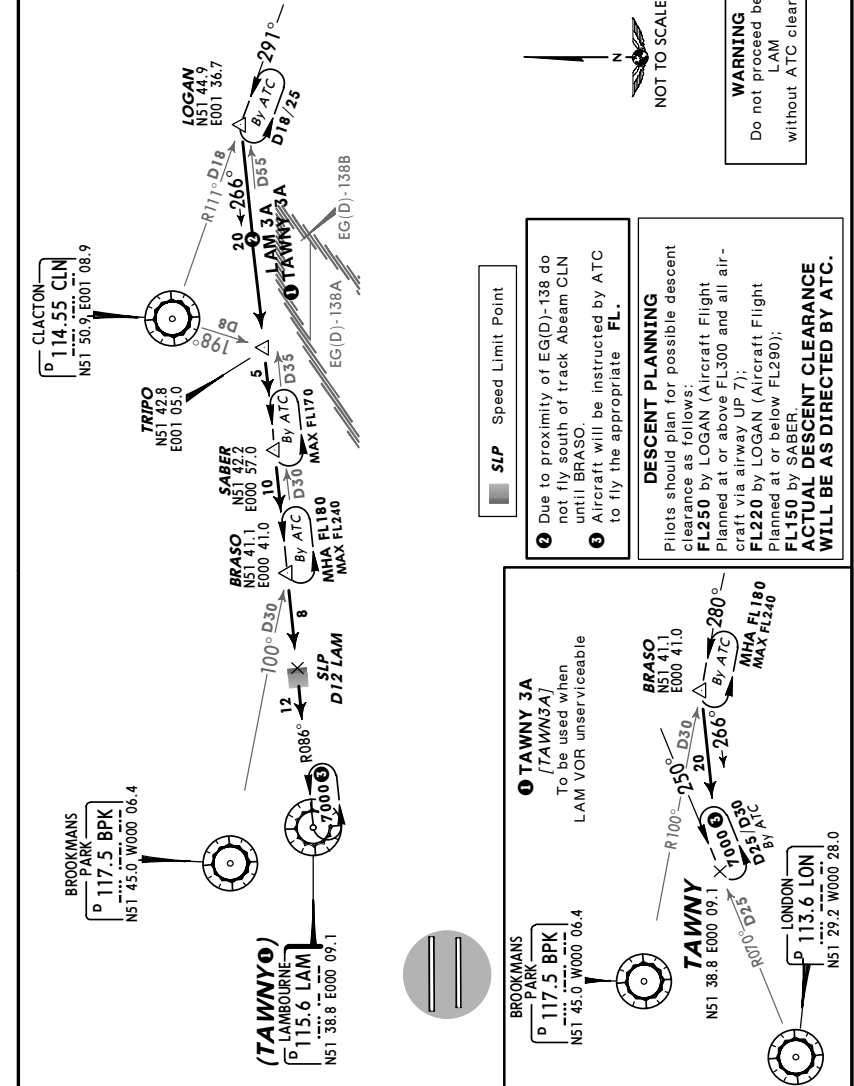 CLACTON
D 114.55 CLN
N51 50.9 E001 08.9
LOGAN
N51 44.9
E001 36.7
291°
By ATC
D18/25
R111° D18
266°
D55
20
2
LAM 3A
1 TAWNY 3A
EG(D)-138B
EG(D)-138A
198°
D8
TRIPO
N51 42.8
E001 05.0
5
D35
SABER
N51 42.2
E000 57.0
By ATC
MAX FL170
10
D30
BRASO
N51 41.1
E000 41.0
By ATC
MHA FL180
MAX FL240
100° D30
8
SLP
D12 LAM
12
R086°
7000 3
BROOKMANS
PARK
D 117.5 BPK
N51 45.0 W000 06.4
(TAWNY 1)
LAMBOURNE
D 115.6 LAM
N51 38.8 E000 09.1
N
NOT TO SCALE
WARNING
Do not proceed be
LAM
without ATC clear
SLP Speed Limit Point
2 Due to proximity of EG(D)-138 do
not fly south of track Abeam CLN
until BRASO.
3 Aircraft will be instructed by ATC
to fly the appropriate FL.
DESCENT PLANNING
Pilots should plan for possible descent
clearance as follows:
FL250 by LOGAN (Aircraft Flight
Planned at or above FL300 and all air-
craft via airway UP 7);
FL220 by LOGAN (Aircraft Flight
Planned at or below FL290);
FL150 by SABER.
ACTUAL DESCENT CLEARANCE
WILL BE AS DIRECTED BY ATC.
1 TAWNY 3A
[TAWN3A]
To be used when
LAM VOR unserviceable
BROOKMANS
PARK
D 117.5 BPK
N51 45.0 W000 06.4
BRASO
N51 41.1
E000 41.0
280°
By ATC
MHA FL180
MAX FL240
R100°
D30
250°
20
266°
TAWNY
N51 38.8 E000 09.1
7000 3
D25/D30
By ATC
R070° D25
LONDON
D 113.6 LON
N51 29.2 W000 28.0